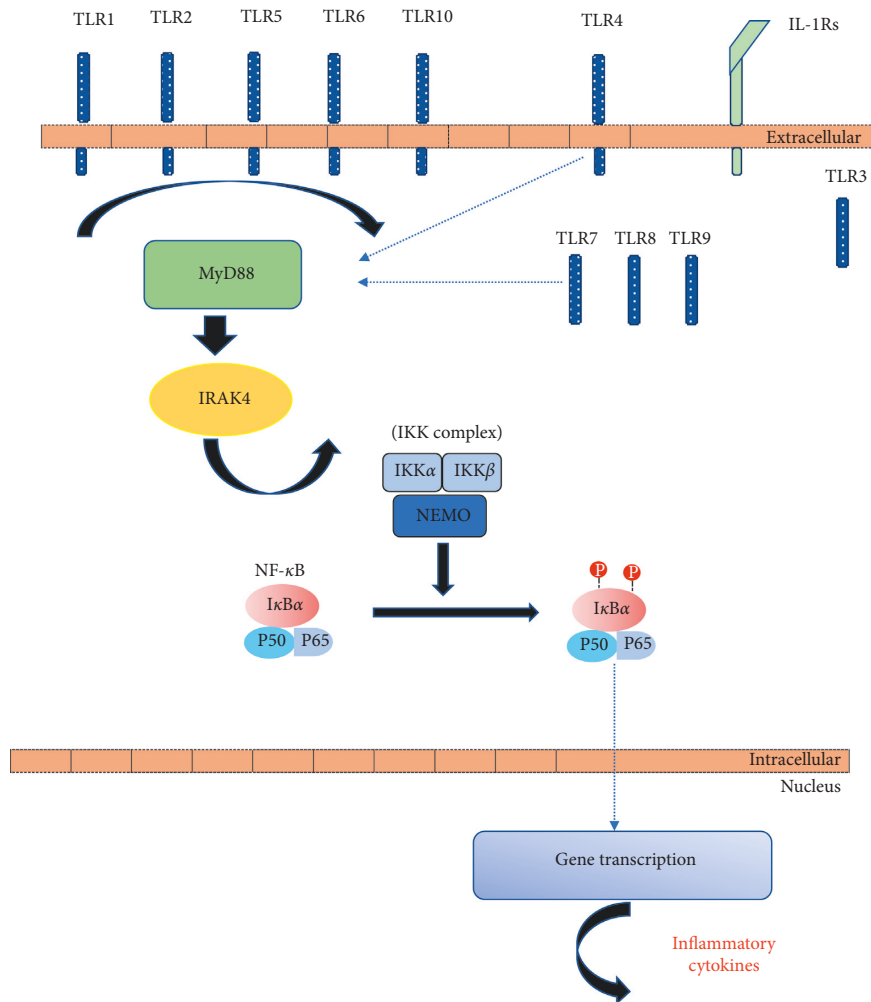 TLR1
TLR2
TLR5
TLR6
TLR10
TLR4
IL-1Rs
Extracellular
TLR3
TLR7
TLR8
TLR9
MyD88
IRAK4
(IKK complex)
IKKα
IKKβ
NEMO
NF-κB
IκBα
P50
P65
P
P
IκBα
P50
P65
Intracellular
Nucleus
Gene transcription
Inflammatory
cytokines